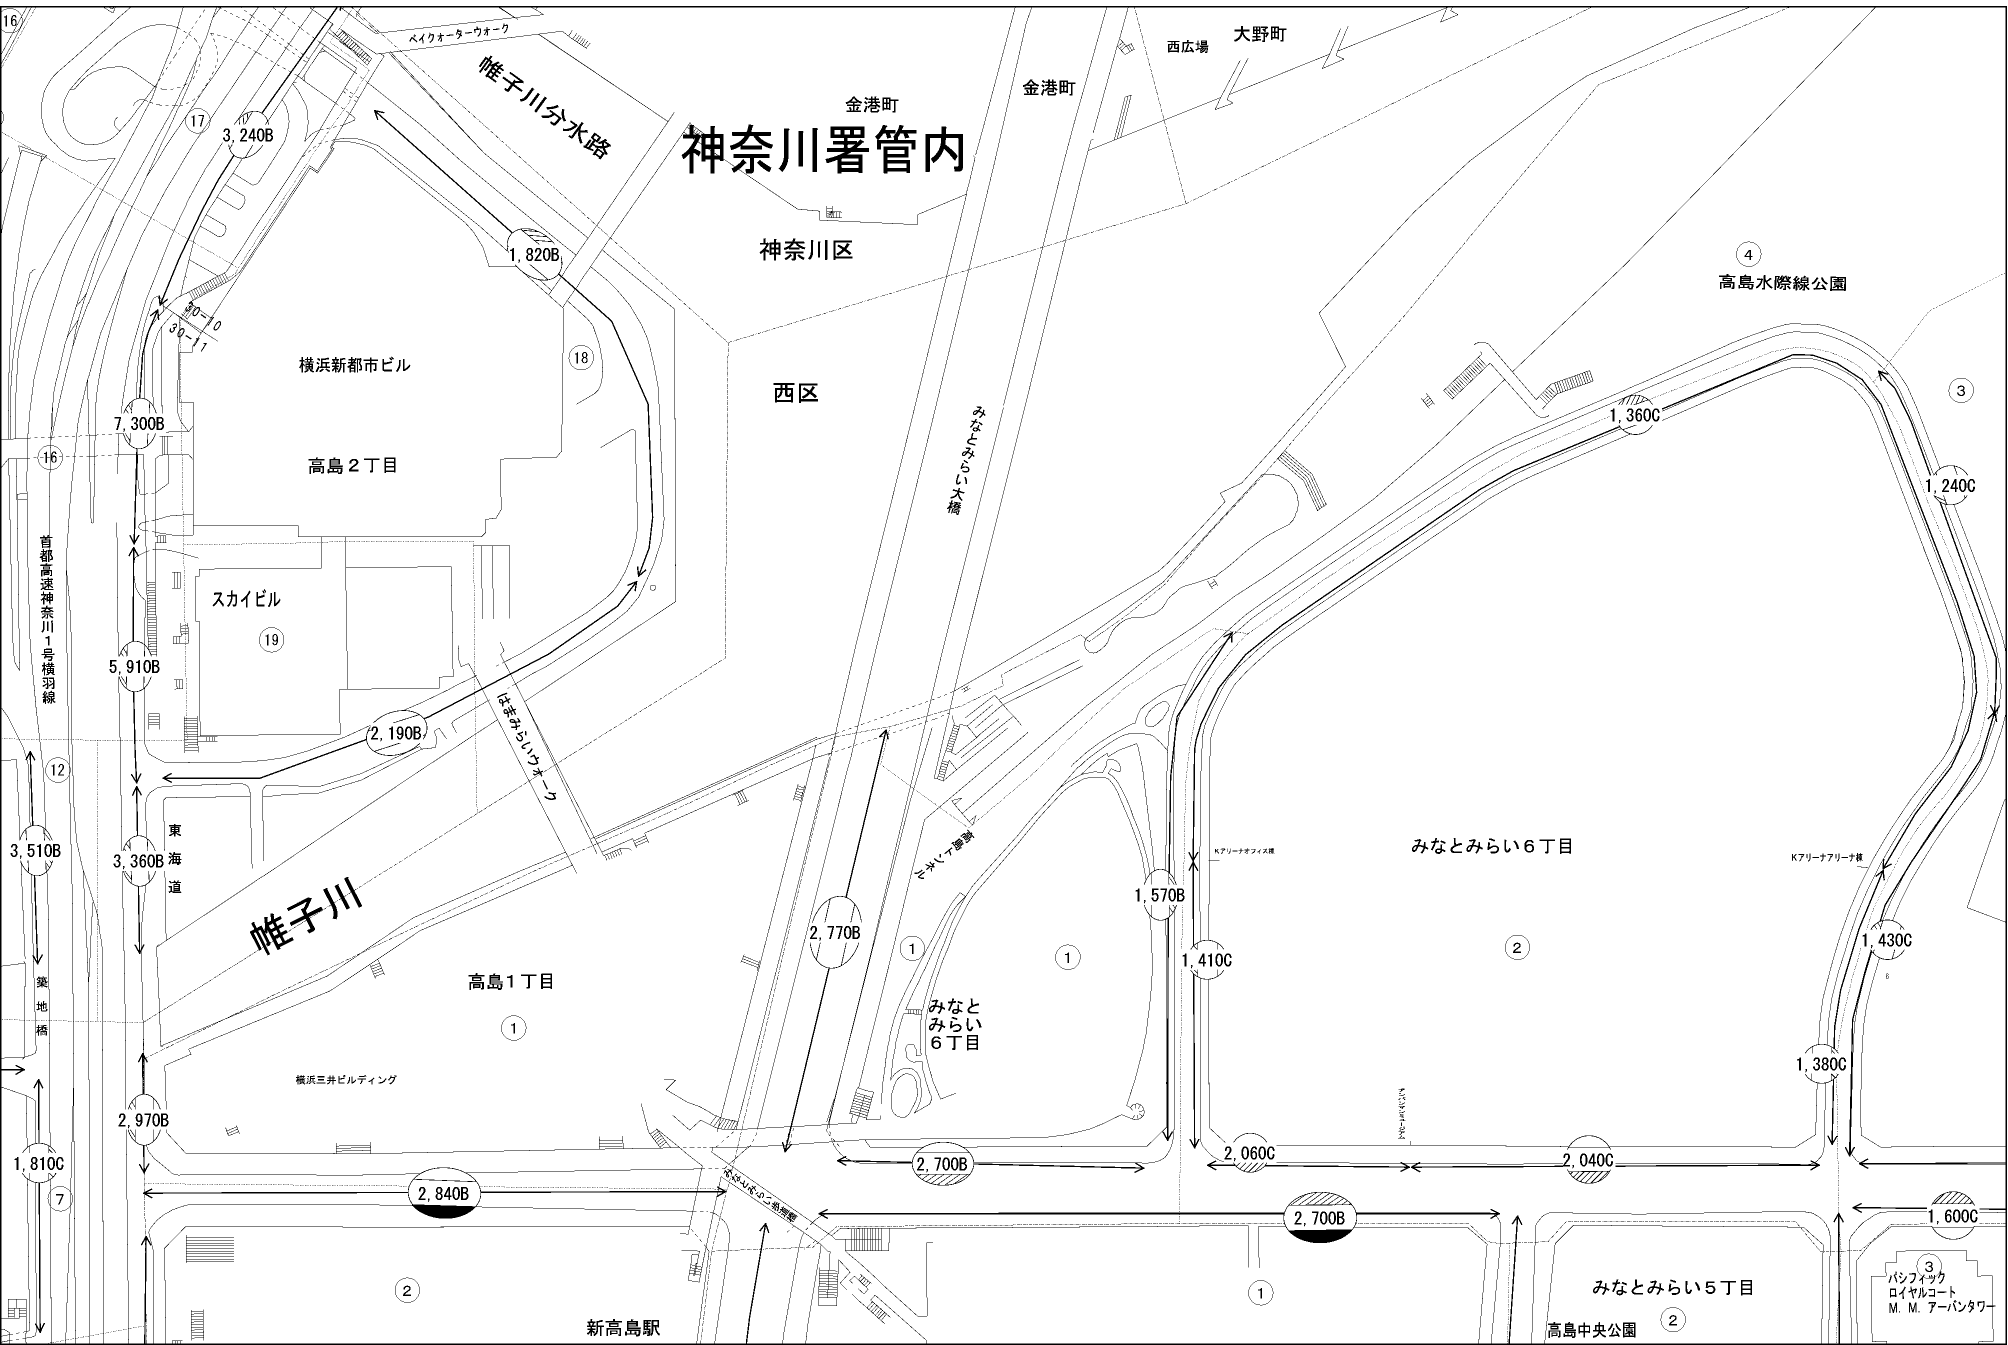 16
ベイクォーターウォーク
西広場
大野町
帷子川分水路
金港町
金港町
17
3,240B
神奈川署管内
1,820B
神奈川区
4
高島水際線公園
30-10
30-11
横浜新都市ビル
18
西区
3
7,300B
みなとみらい大橋
1,360C
16
高島２丁目
1,240C
首都高速神奈川１号横羽線
スカイビル
19
5,910B
はまみらいウォーク
2,190B
12
東海道
3,510B
3,360B
高島トンネル
Kアリーナオフィス棟
みなとみらい６丁目
Kアリーナアリーナ棟
帷子川
1,570B
2,770B
1
1
2
1,430C
6
1,410C
築地橋
高島１丁目
1
みなと
みらい
６丁目
横浜三井ビルディング
1,380C
2,970B
1,810C
7
2,840B
2,700B
2,060C
2,040C
みなとみらい歩道橋
2,700B
1,600C
2
1
みなとみらい５丁目
2
3
パシフィック
ロイヤルコート
M．M．アーバンタワー
新高島駅
高島中央公園